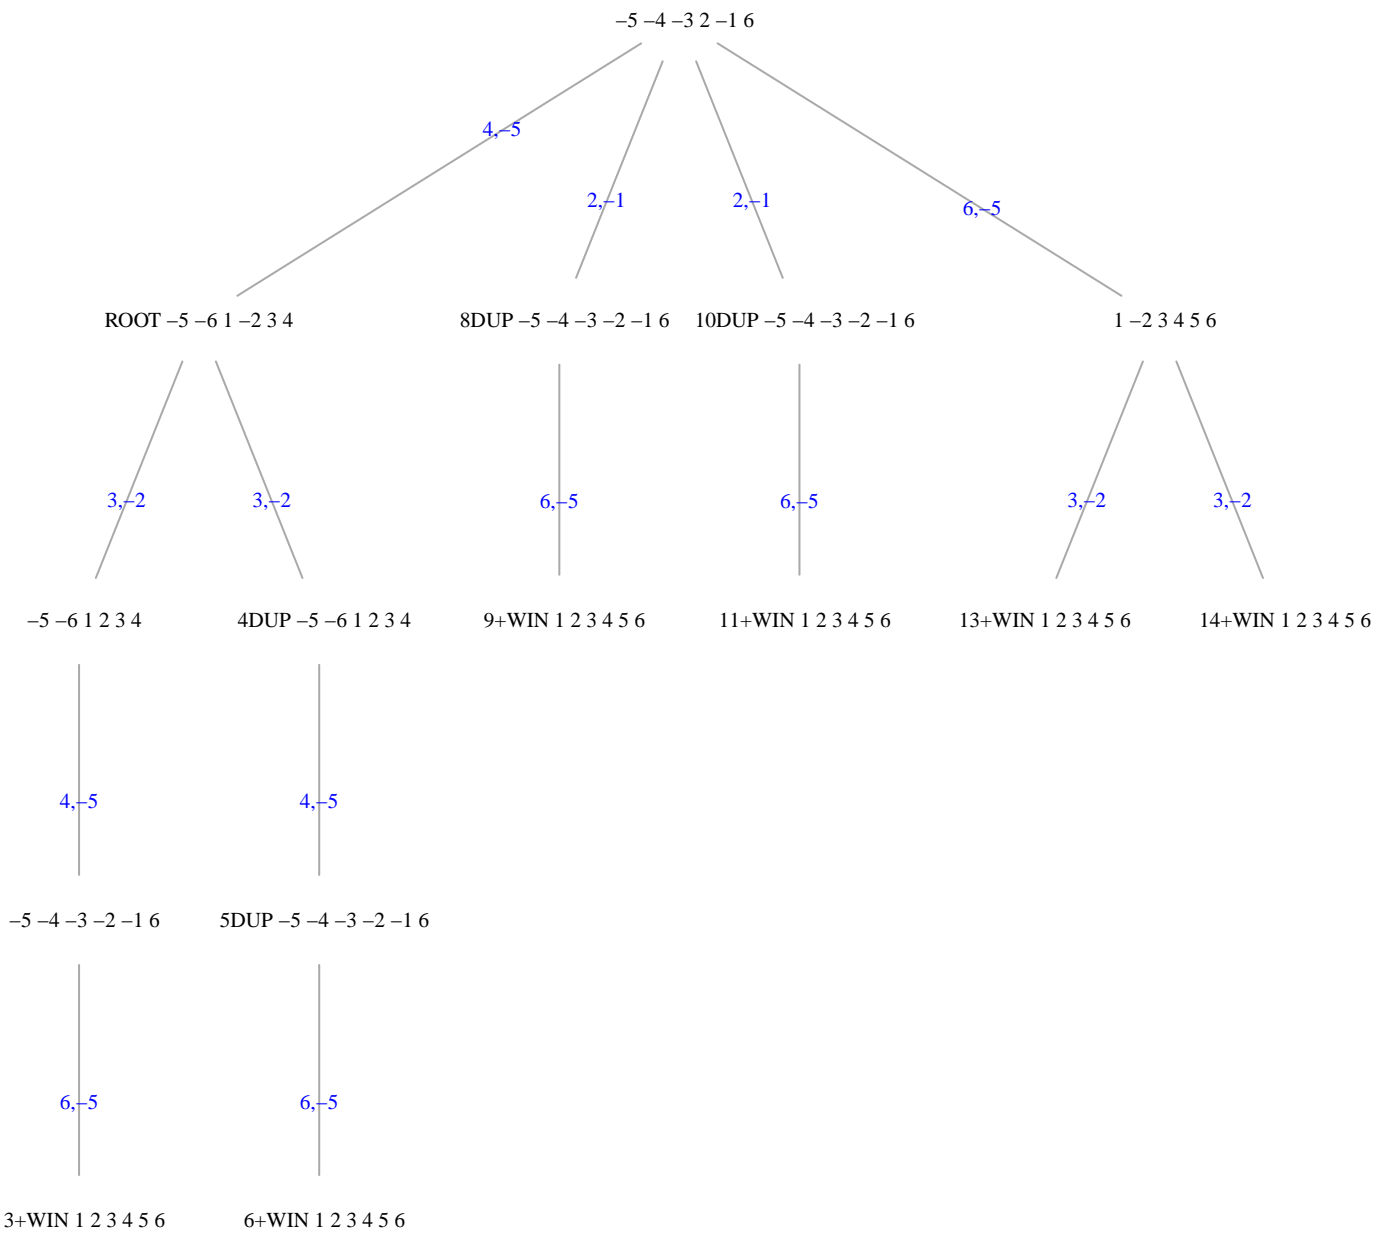 –5 –4 –3 2 –1 6
4,–5
2,–1
2,–1
6,–5
ROOT –5 –6 1 –2 3 4
8DUP –5 –4 –3 –2 –1 6
10DUP –5 –4 –3 –2 –1 6
1 –2 3 4 5 6
3,–2
3,–2
6,–5
6,–5
3,–2
3,–2
–5 –6 1 2 3 4
4DUP –5 –6 1 2 3 4
9+WIN 1 2 3 4 5 6
11+WIN 1 2 3 4 5 6
13+WIN 1 2 3 4 5 6
14+WIN 1 2 3 4 5 6
4,–5
4,–5
–5 –4 –3 –2 –1 6
5DUP –5 –4 –3 –2 –1 6
6,–5
6,–5
3+WIN 1 2 3 4 5 6
6+WIN 1 2 3 4 5 6